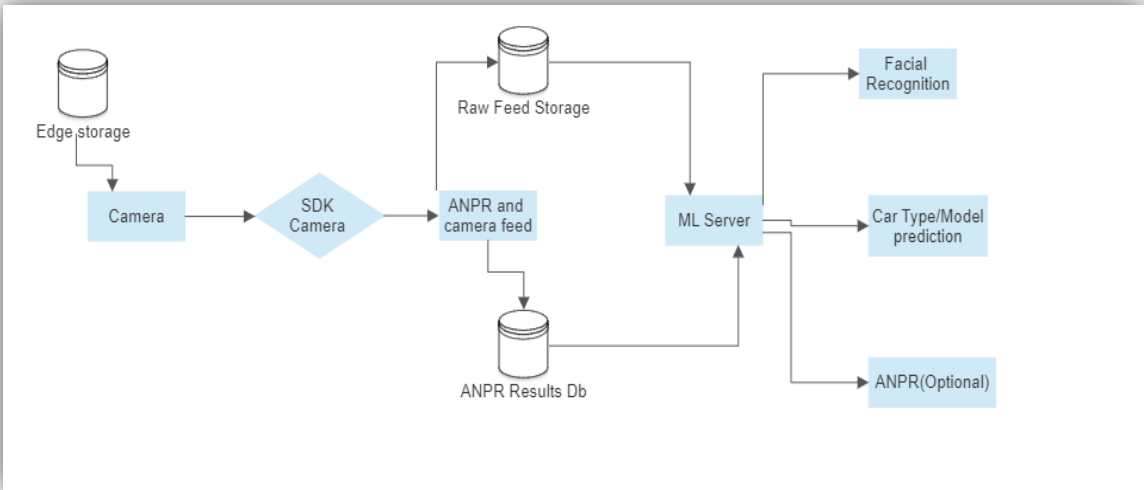 Edge storage
Camera
SDK
Camera
ANPR and
camera feed
Raw Feed Storage
ANPR Results Db
ML Server
Facial
Recognition
Car Type/Model
prediction
ANPR(Optional)